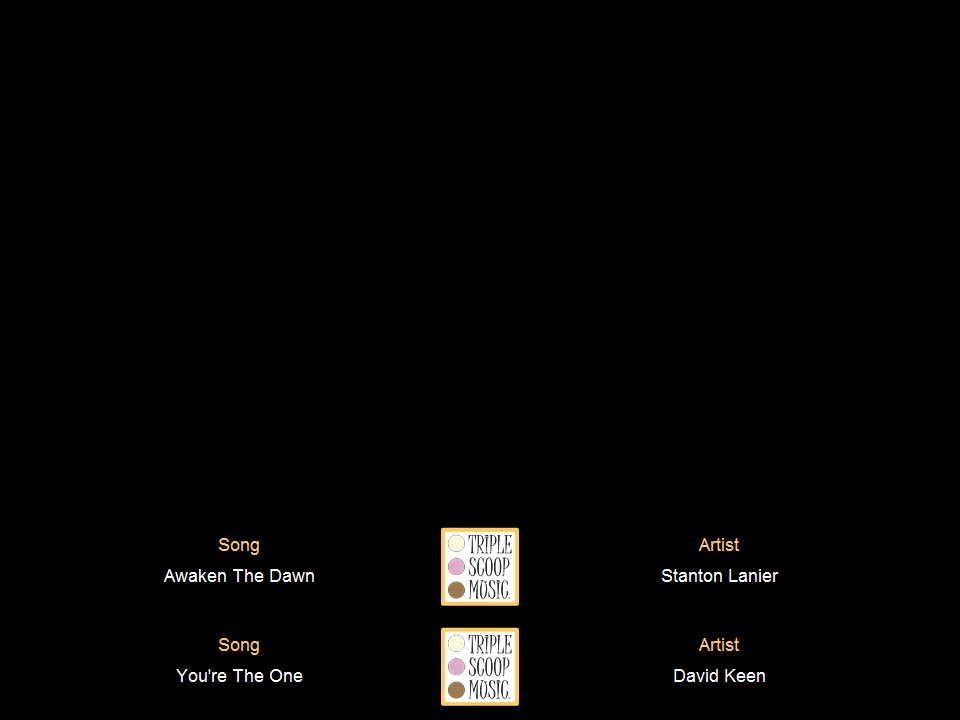 Song
Awaken The Dawn
TRIPLE
SCOOP
MUSIC
Artist
Stanton Lanier
Song
You're The One
TRIPLE
SCOOP
MUSIC
Artist
David Keen